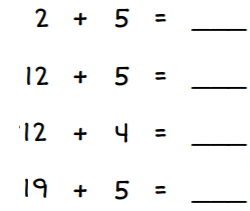 2 + 5 = ____
12 + 5 = ____
12 + 4 = ____
19 + 5 = ____